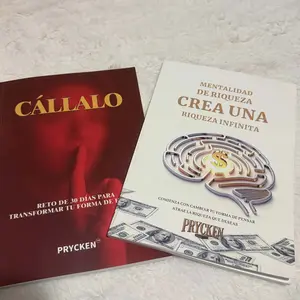 CÁLLALO
RETO DE 30 DÍAS PARA
TRANSFORMAR TU FORMA DE
PRYCKEN
MENTALIDAD
DE RIQUEZA
CREA UNA
RIQUEZA INFINITA
COMIENZA CON CAMBIAR TU FORMA DE PENSAR
ATRAE LA RIQUEZA QUE DESEAS
PRYCKEN